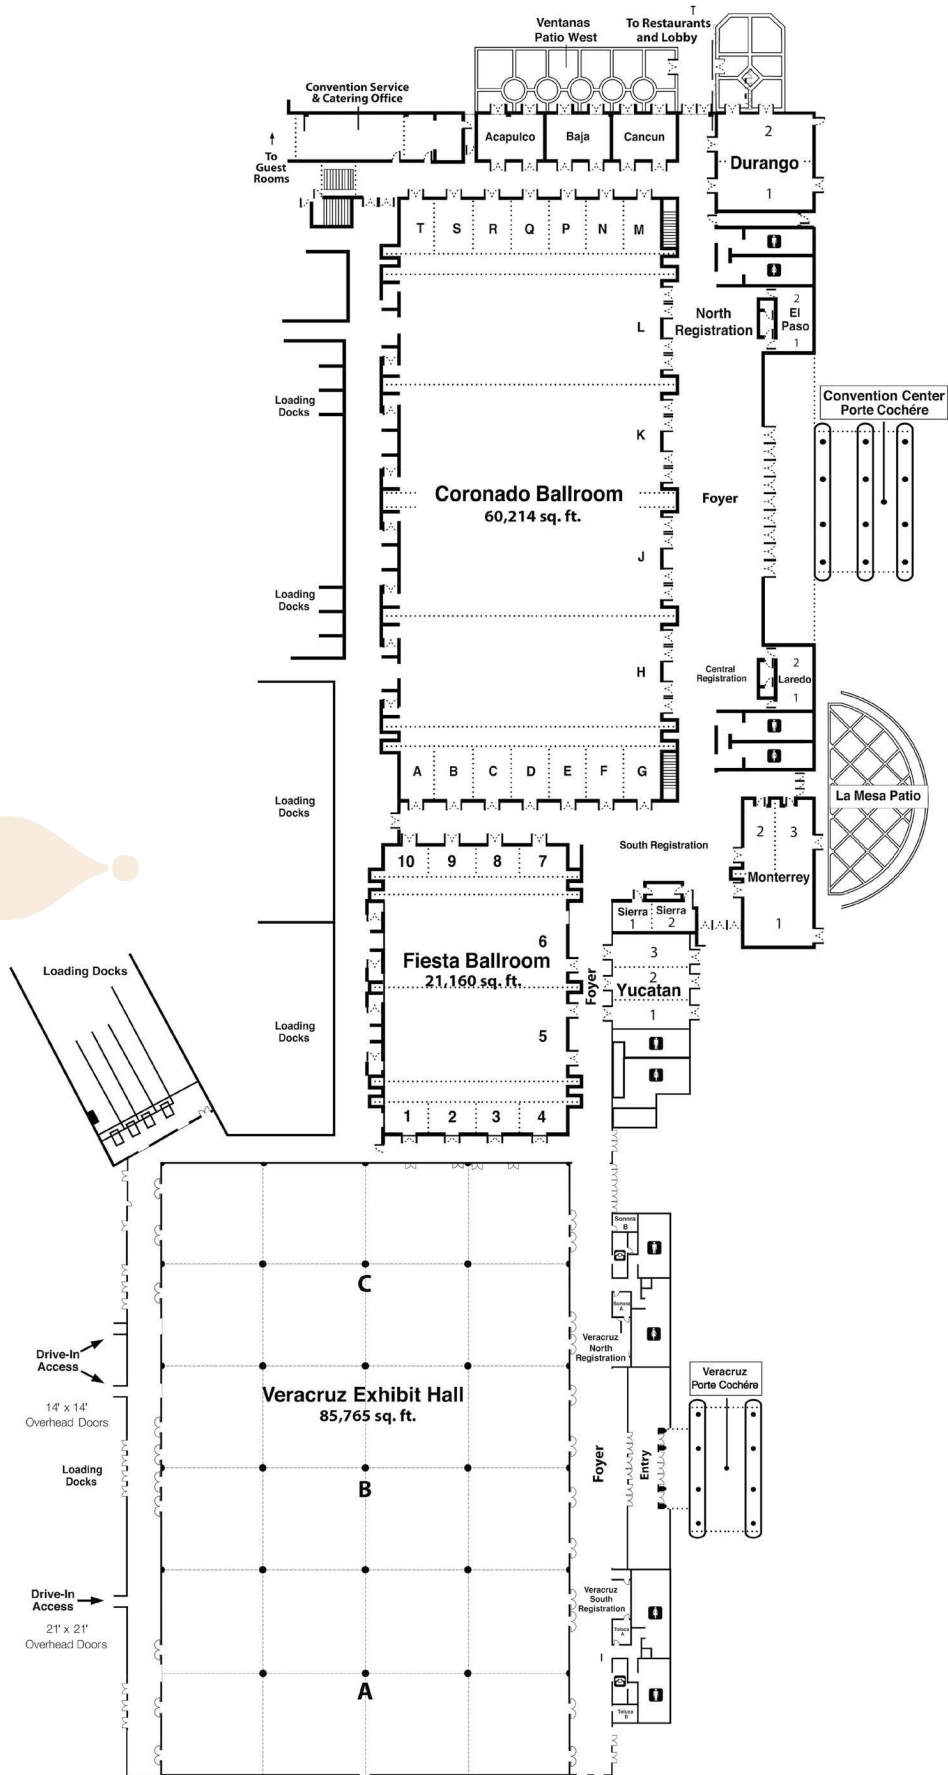 Ventanas
Patio West
To Restaurants
and Lobby
Convention Service
& Catering Office
To
Guest
Rooms
Acapulco
Baja
Cancun
2
Durango
1
T
S
R
Q
P
N
M
North
Registration
2
El
Paso
1
L
Loading
Docks
Convention Center
Porte Cochére
K
Coronado Ballroom
60,214 sq. ft.
Foyer
J
Loading
Docks
H
Central
Registration
2
Laredo
1
A
B
C
D
E
F
G
Loading
Docks
La Mesa Patio
2
3
Monterrey
1
South Registration
10
9
8
7
Sierra
1
Sierra
2
6
Fiesta Ballroom
21,160 sq. ft.
Foyer
3
2
Yucatan
1
Loading Docks
Loading
Docks
5
1
2
3
4
Sonora
B
C
Sonora
A
Veracruz
North
Registration
Drive-In
Access
14' x 14'
Overhead Doors
Veracruz Exhibit Hall
85,765 sq. ft.
Veracruz
Porte Cochére
Loading
Docks
Foyer
Entry
B
Drive-In
Access
21' x 21'
Overhead Doors
Veracruz
South
Registration
Toluca
A
A
Toluca
B